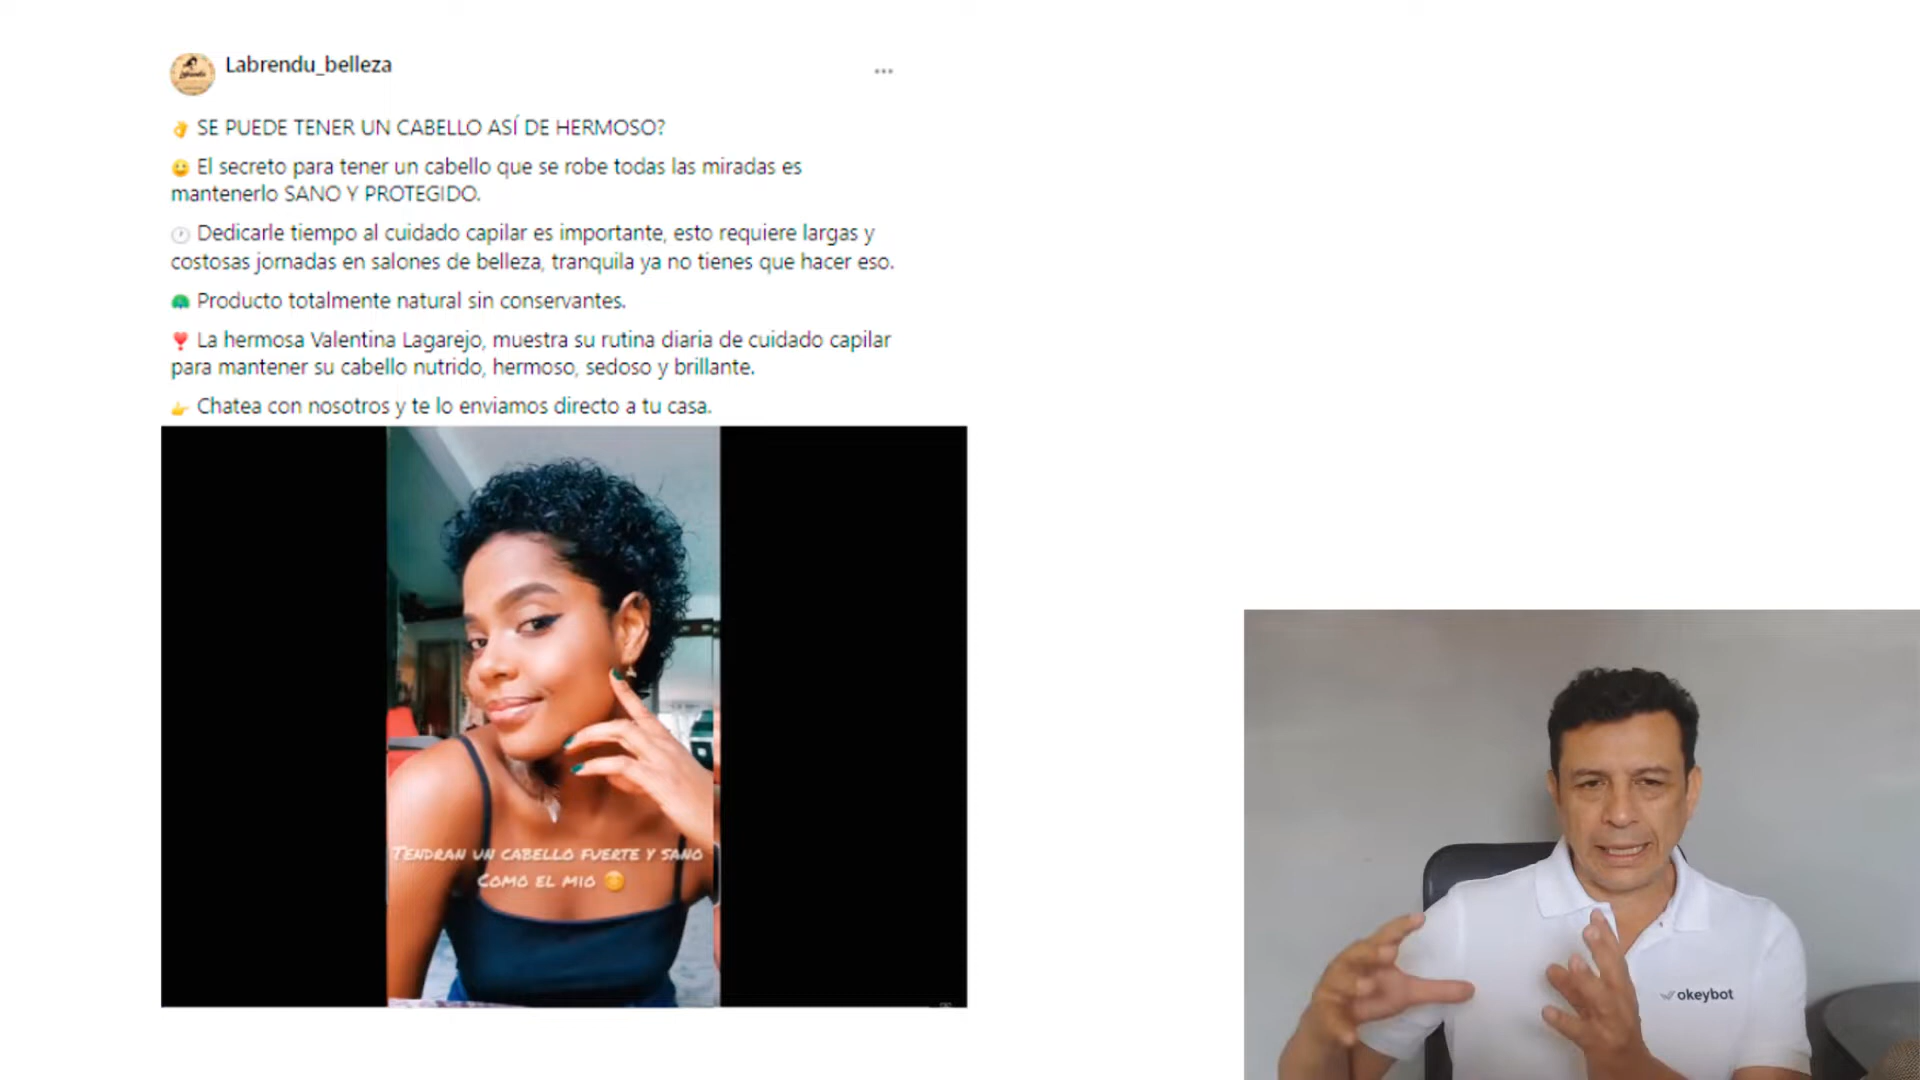 Labrendu_belleza
SE PUEDE TENER UN CABELLO ASÍ DE HERMOSO?
El secreto para tener un cabello que se robe todas las miradas es
mantenerlo SANO Y PROTEGIDO.
Dedicarle tiempo al cuidado capilar es importante, esto requiere largas y
costosas jornadas en salones de belleza, tranquila ya no tienes que hacer eso.
Producto totalmente natural sin conservantes.
La hermosa Valentina Lagarejo, muestra su rutina diaria de cuidado capilar
para mantener su cabello nutrido, hermoso, sedoso y brillante.
Chatea con nosotros y te lo enviamos directo a tu casa.
TENDRAN UN CABELLO FUERTE Y SANO
COMO EL MIO
okeybot